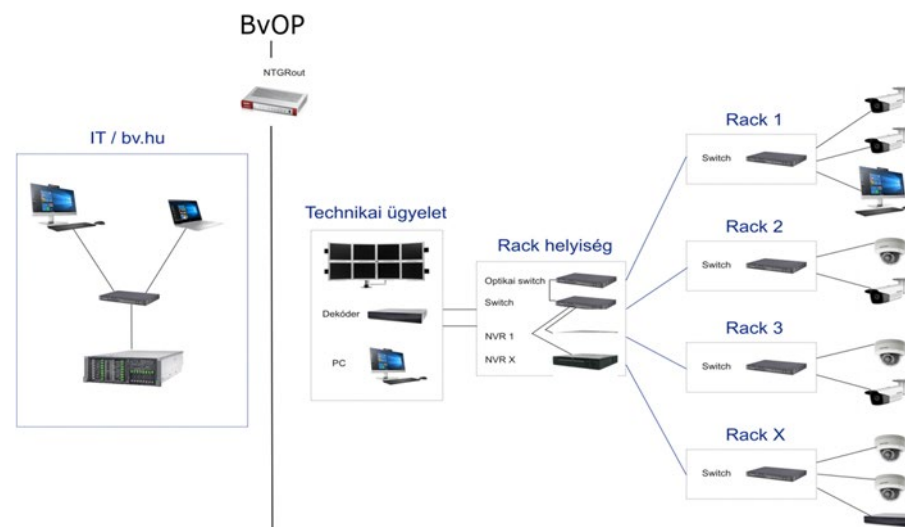 BvOP
NTGRout
IT / bv.hu
Technikai ügyelet
Dekóder
PC
Rack helyiség
Optikai switch
Switch
NVR 1
NVR X
Rack 1
Switch
Rack 2
Switch
Rack 3
Switch
Rack X
Switch